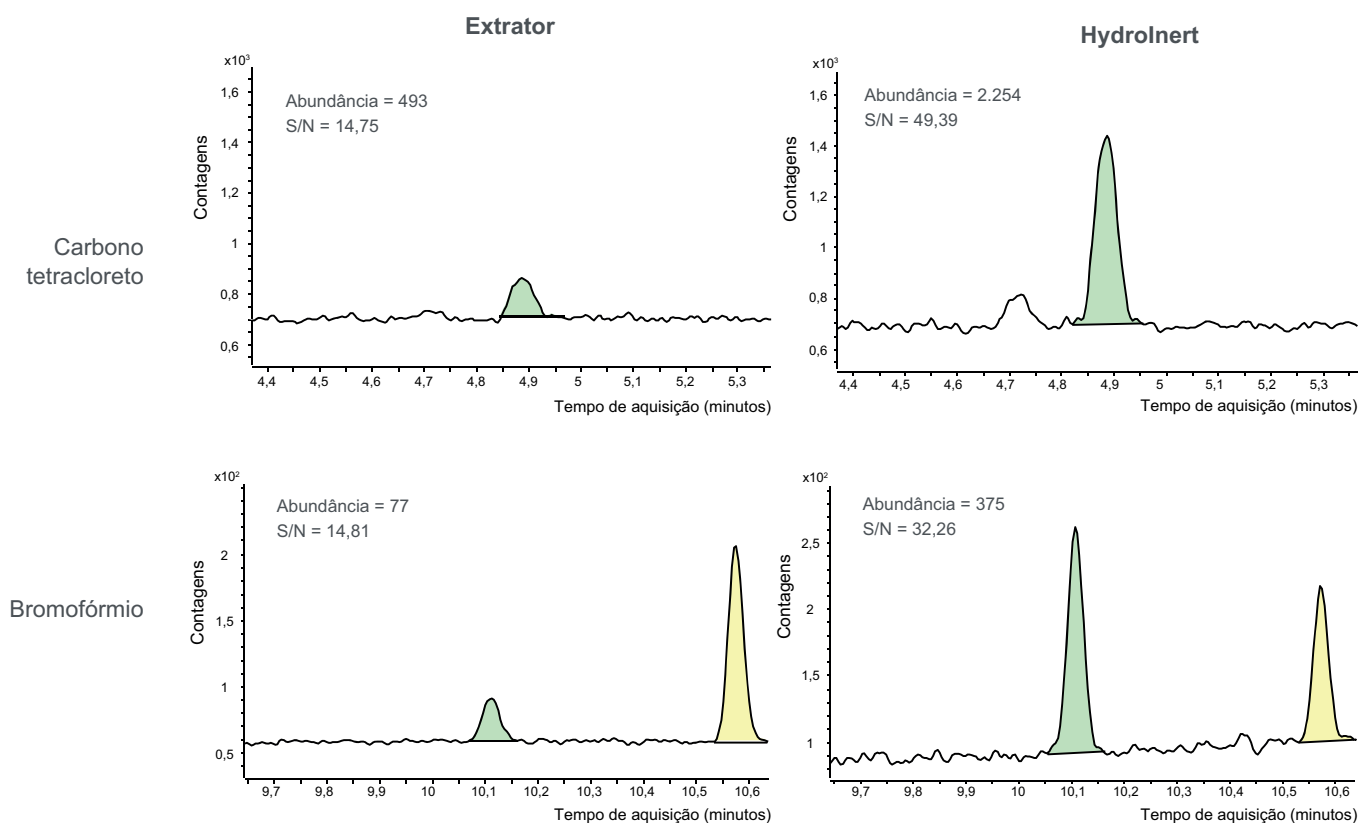 Extrator
HydroInert
Carbono
tetracloreto
x10³
Abundância = 493
S/N = 14,75
Contagens
1,6
1,4
1,2
1
0,8
0,6
4,4 4,5 4,6 4,7 4,8 4,9 5 5,1 5,2 5,3
Tempo de aquisição (minutos)
x10³
Abundância = 2.254
S/N = 49,39
Contagens
1,6
1,4
1,2
1
0,8
0,6
4,4 4,5 4,6 4,7 4,8 4,9 5 5,1 5,2 5,3
Tempo de aquisição (minutos)
Bromofórmio
x10²
Abundância = 77
S/N = 14,81
Contagens
2
1,5
1
0,5
9,7 9,8 9,9 10 10,1 10,2 10,3 10,4 10,5 10,6
Tempo de aquisição (minutos)
x10²
Abundância = 375
S/N = 32,26
Contagens
2,5
2
1,5
1
9,7 9,8 9,9 10 10,1 10,2 10,3 10,4 10,5 10,6
Tempo de aquisição (minutos)